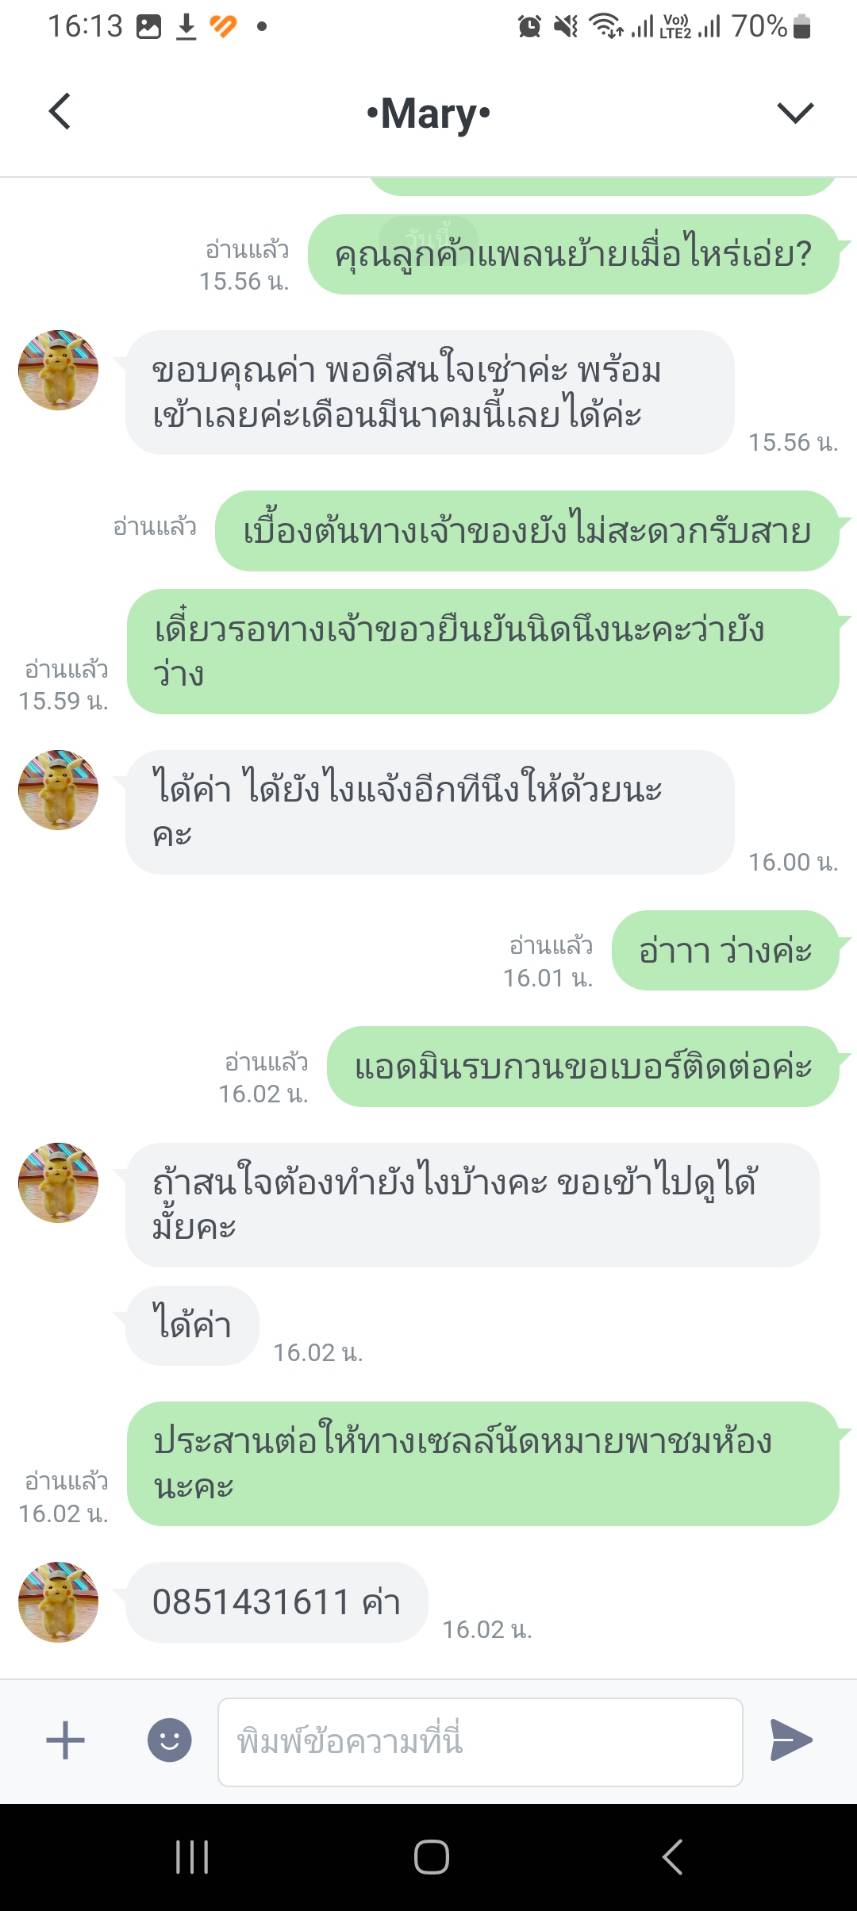 16:13
Vo))
LTE2
70%
•Mary•
วันนี้
คุณลูกค้าแพลนย้ายเมื่อไหร่เอ่ย?
อ่านแล้ว
15.56 น.
ขอบคุณค่า พอดีสนใจเช่าค่ะ พร้อม
เข้าเลยค่ะเดือนมีนาคมนี้เลยได้ค่ะ
15.56 น.
เบื้องต้นทางเจ้าของยังไม่สะดวกรับสาย
อ่านแล้ว
เดี๋ยวรอทางเจ้าขอวยืนยันนิดนึงนะคะว่ายัง
ว่าง
อ่านแล้ว
15.59 น.
ได้ค่า ได้ยังไงแจ้งอีกทีนึงให้ด้วยนะ
คะ
16.00 น.
อ่าาา ว่างค่ะ
อ่านแล้ว
16.01 น.
แอดมินรบกวนขอเบอร์ติดต่อค่ะ
อ่านแล้ว
16.02 น.
ถ้าสนใจต้องทำยังไงบ้างคะ ขอเข้าไปดูได้
มั้ยคะ
ได้ค่า
16.02 น.
ประสานต่อให้ทางเซลล์นัดหมายพาชมห้อง
นะคะ
อ่านแล้ว
16.02 น.
0851431611 ค่า
16.02 น.
พิมพ์ข้อความที่นี่